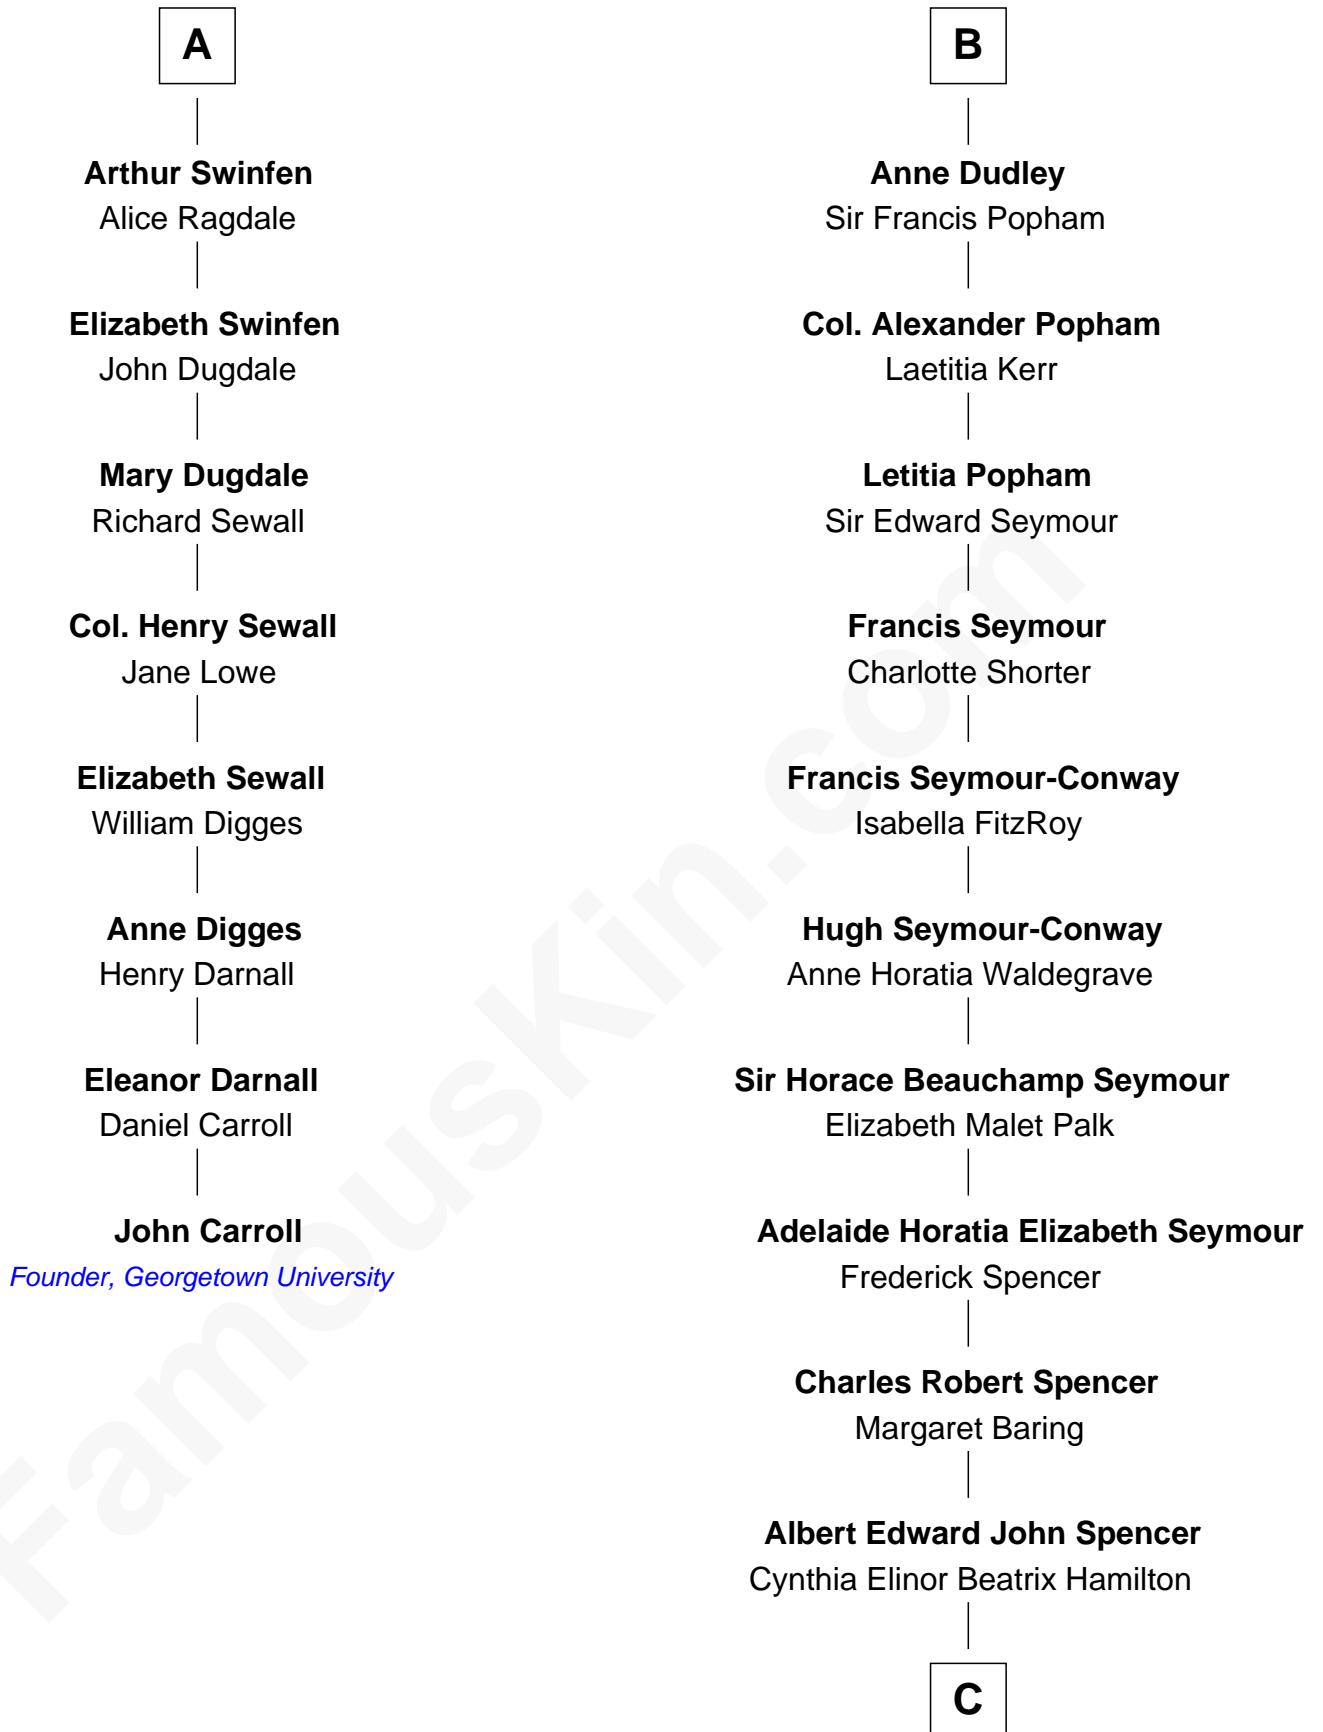 A
Arthur Swinfen
Alice Ragdale
Elizabeth Swinfen
John Dugdale
Mary Dugdale
Richard Sewall
Col. Henry Sewall
Jane Lowe
Elizabeth Sewall
William Digges
Anne Digges
Henry Darnall
Eleanor Darnall
Daniel Carroll
John Carroll
Founder, Georgetown University
B
Anne Dudley
Sir Francis Popham
Col. Alexander Popham
Laetitia Kerr
Letitia Popham
Sir Edward Seymour
Francis Seymour
Charlotte Shorter
Francis Seymour-Conway
Isabella FitzRoy
Hugh Seymour-Conway
Anne Horatia Waldegrave
Sir Horace Beauchamp Seymour
Elizabeth Malet Palk
Adelaide Horatia Elizabeth Seymour
Frederick Spencer
Charles Robert Spencer
Margaret Baring
Albert Edward John Spencer
Cynthia Elinor Beatrix Hamilton
C
FamousKin.com